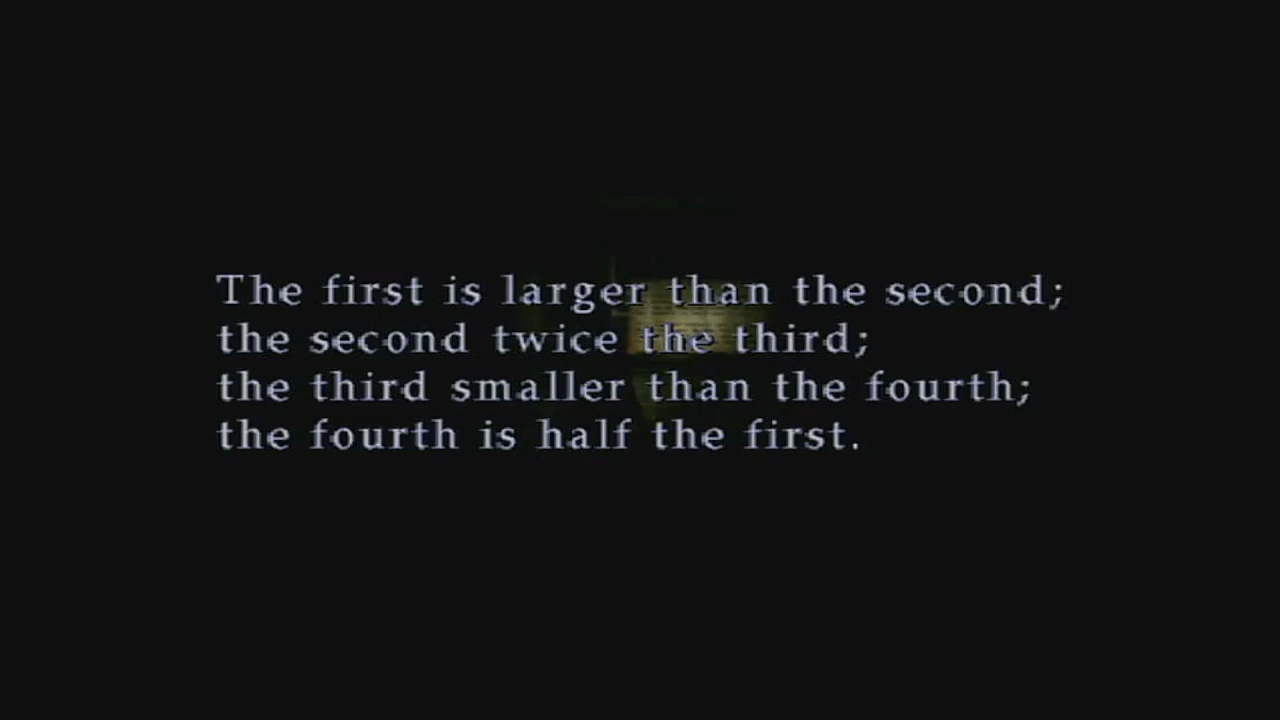 The first is larger than the second;
the second twice the third;
the third smaller than the fourth;
the fourth is half the first.